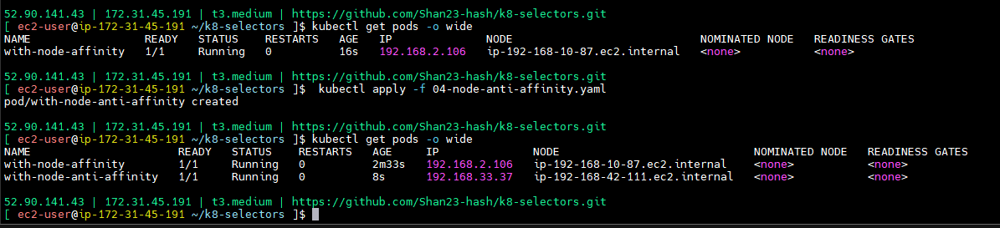 52.90.141.43 | 172.31.45.191 | t3.medium | https://github.com/Shan23-hash/k8-selectors.git
[ ec2-user@ip-172-31-45-191 ~/k8-selectors ]$ kubectl get pods -o wide
NAME READY STATUS RESTARTS AGE IP NODE NOMINATED NODE READINESS GATES
with-node-affinity 1/1 Running 0 16s 192.168.2.106 ip-192-168-10-87.ec2.internal <none> <none>
52.90.141.43 | 172.31.45.191 | t3.medium | https://github.com/Shan23-hash/k8-selectors.git
[ ec2-user@ip-172-31-45-191 ~/k8-selectors ]$ kubectl apply -f 04-node-anti-affinity.yaml
pod/with-node-anti-affinity created
52.90.141.43 | 172.31.45.191 | t3.medium | https://github.com/Shan23-hash/k8-selectors.git
[ ec2-user@ip-172-31-45-191 ~/k8-selectors ]$ kubectl get pods -o wide
NAME READY STATUS RESTARTS AGE IP NODE NOMINATED NODE READINESS GATES
with-node-affinity 1/1 Running 0 2m33s 192.168.2.106 ip-192-168-10-87.ec2.internal <none> <none>
with-node-anti-affinity 1/1 Running 0 8s 192.168.33.37 ip-192-168-42-111.ec2.internal <none> <none>
52.90.141.43 | 172.31.45.191 | t3.medium | https://github.com/Shan23-hash/k8-selectors.git
[ ec2-user@ip-172-31-45-191 ~/k8-selectors ]$